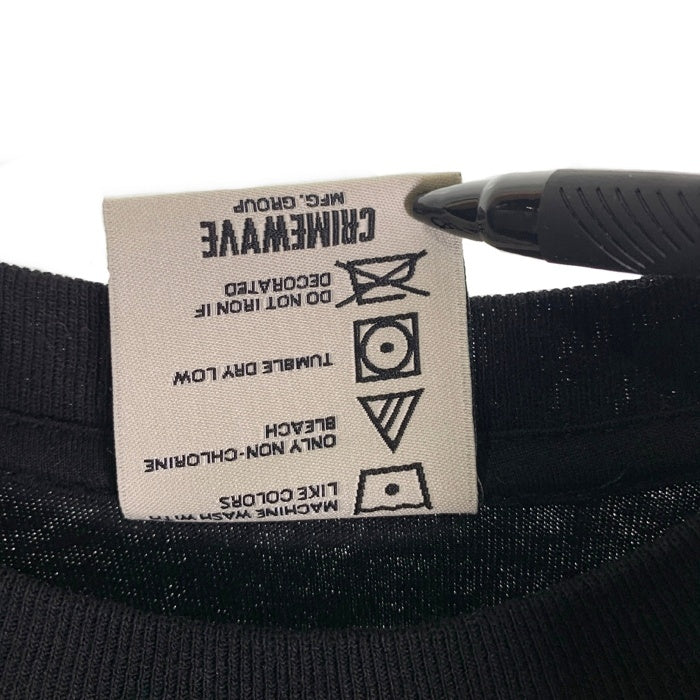 MACHINE WASH WITH
LIKE COLORS
ONLY NON-CHLORINE
BLEACH
TUMBLE DRY LOW
DO NOT IRON IF
DECORATED
CRIMEWAVE
MFG. GROUP